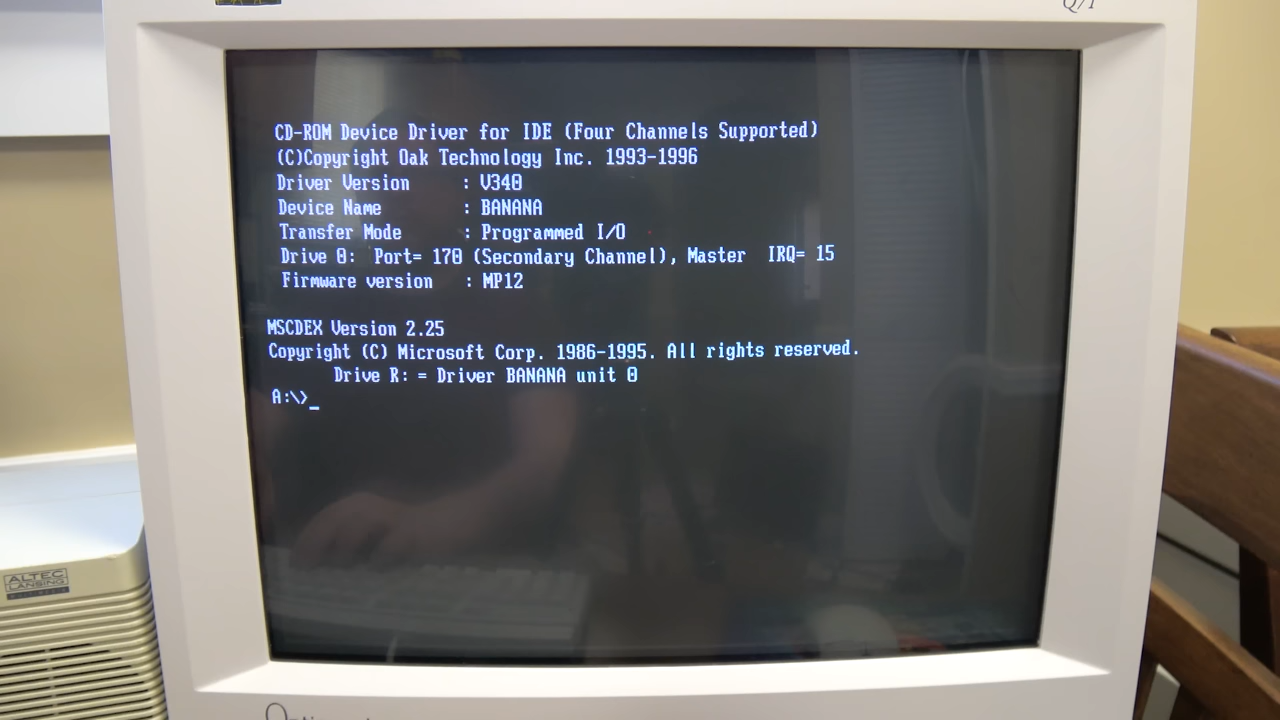 CD-ROM Device Driver for IDE (Four Channels Supported)
(C)Copyright Oak Technology Inc. 1993-1996
Driver Version : V340
Device Name : BANANA
Transfer Mode : Programmed I/O
Drive 0: Port= 170 (Secondary Channel), Master IRQ= 15
Firmware version : MP12
MSCDEX Version 2.25
Copyright (C) Microsoft Corp. 1986-1995. All rights reserved.
Drive R: = Driver BANANA unit 0
A:\>_
ALTEC
LANSING